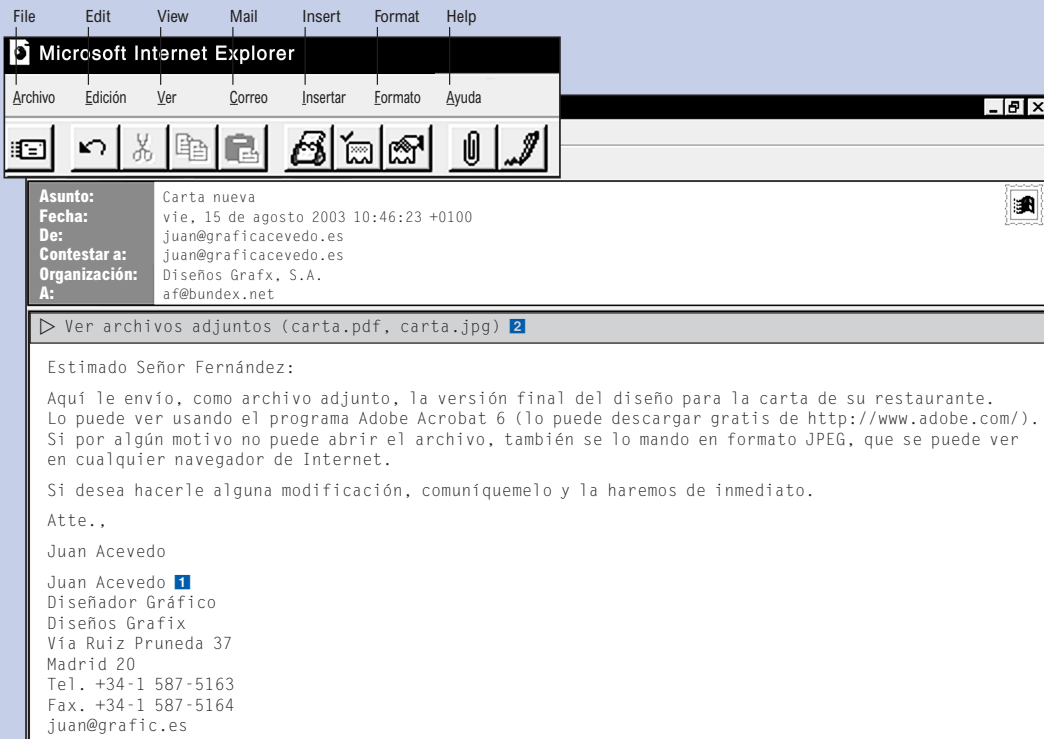 File Edit View Mail Insert Format Help
Microsoft Internet Explorer
Archivo Edición Ver Correo Insertar Formato Ayuda
Asunto: Carta nueva
Fecha: vie, 15 de agosto 2003 10:46:23 +0100
De: juan@graficacevedo.es
Contestar a: juan@graficacevedo.es
Organización: Diseños Grafx, S.A.
A: af@bundex.net
Ver archivos adjuntos (carta.pdf, carta.jpg) 2
Estimado Señor Fernández:
Aquí le envío, como archivo adjunto, la versión final del diseño para la carta de su restaurante.
Lo puede ver usando el programa Adobe Acrobat 6 (lo puede descargar gratis de http://www.adobe.com/).
Si por algún motivo no puede abrir el archivo, también se lo mando en formato JPEG, que se puede ver
en cualquier navegador de Internet.
Si desea hacerle alguna modificación, comuníquemelo y la haremos de inmediato.
Atte.,
Juan Acevedo
Juan Acevedo 1
Diseñador Gráfico
Diseños Grafix
Vía Ruiz Pruneda 37
Madrid 20
Tel. +34-1 587-5163
Fax. +34-1 587-5164
juan@grafic.es